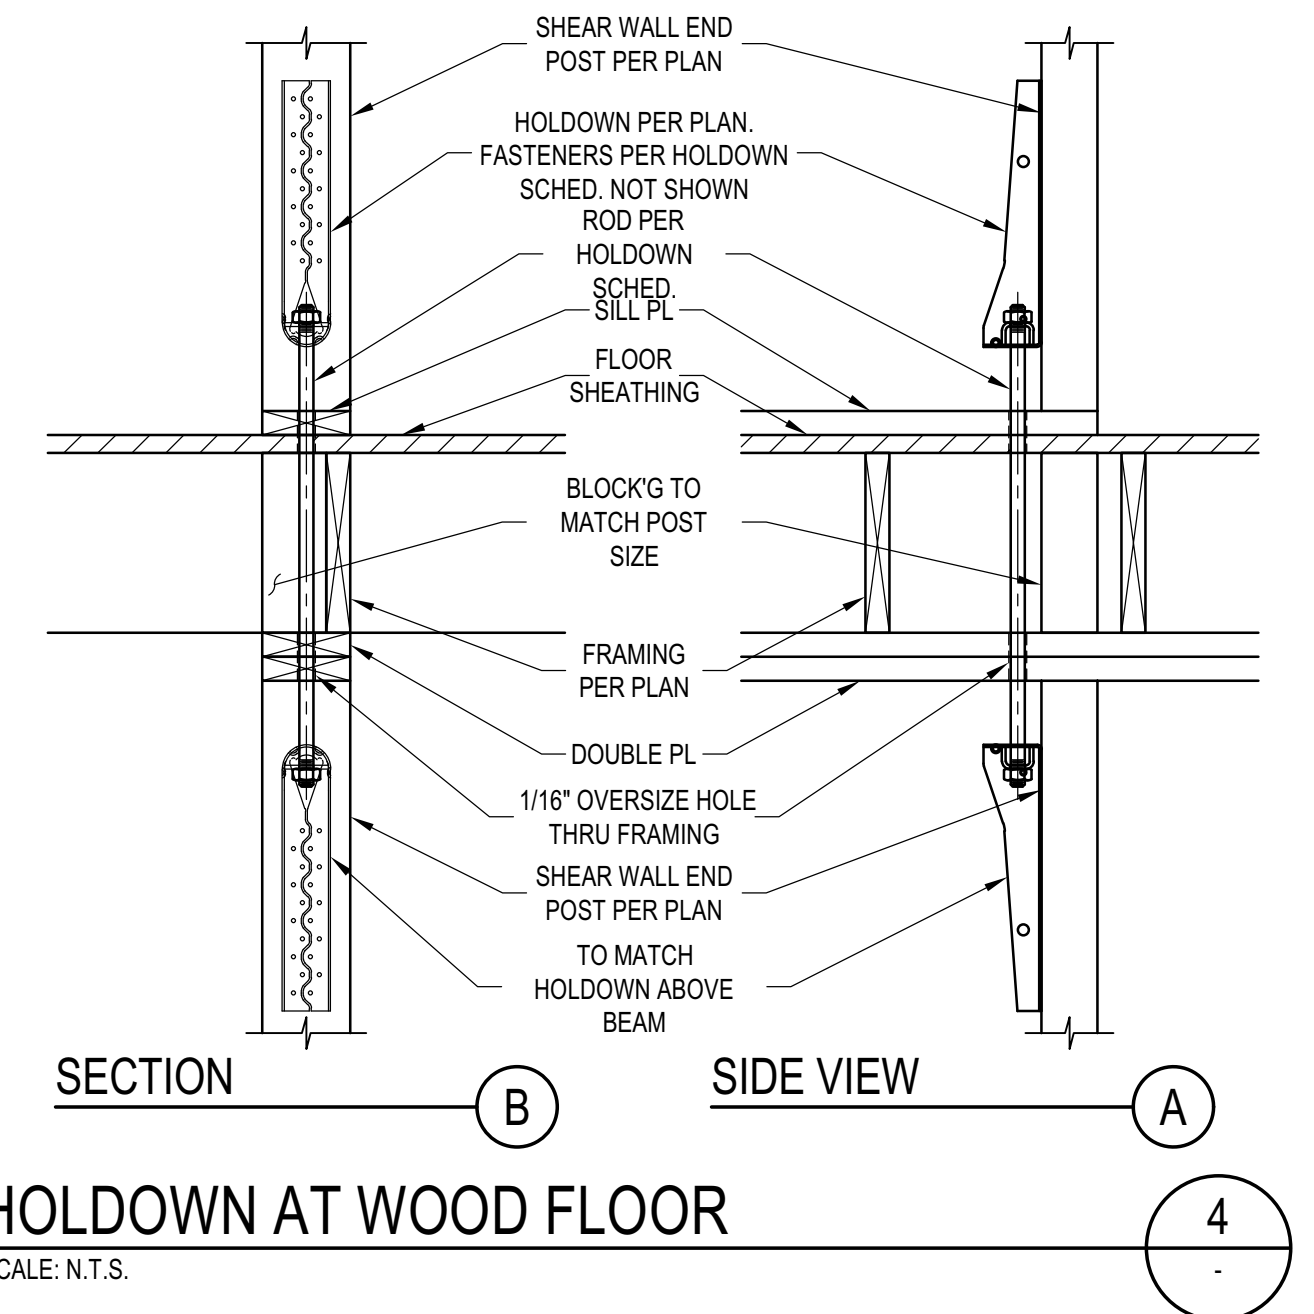 SHEAR WALL END
POST PER PLAN
HOLDOWN PER PLAN.
FASTENERS PER HOLDOWN
SCHED. NOT SHOWN
ROD PER
HOLDOWN
SCHED.
SILL PL
FLOOR
SHEATHING
BLOCK'G TO
MATCH POST
SIZE
FRAMING
PER PLAN
DOUBLE PL
1/16" OVERSIZE HOLE
THRU FRAMING
SHEAR WALL END
POST PER PLAN
TO MATCH
HOLDOWN ABOVE
BEAM
SECTION
B
SIDE VIEW
A
HOLDOWN AT WOOD FLOOR
4
CALE: N.T.S.
-